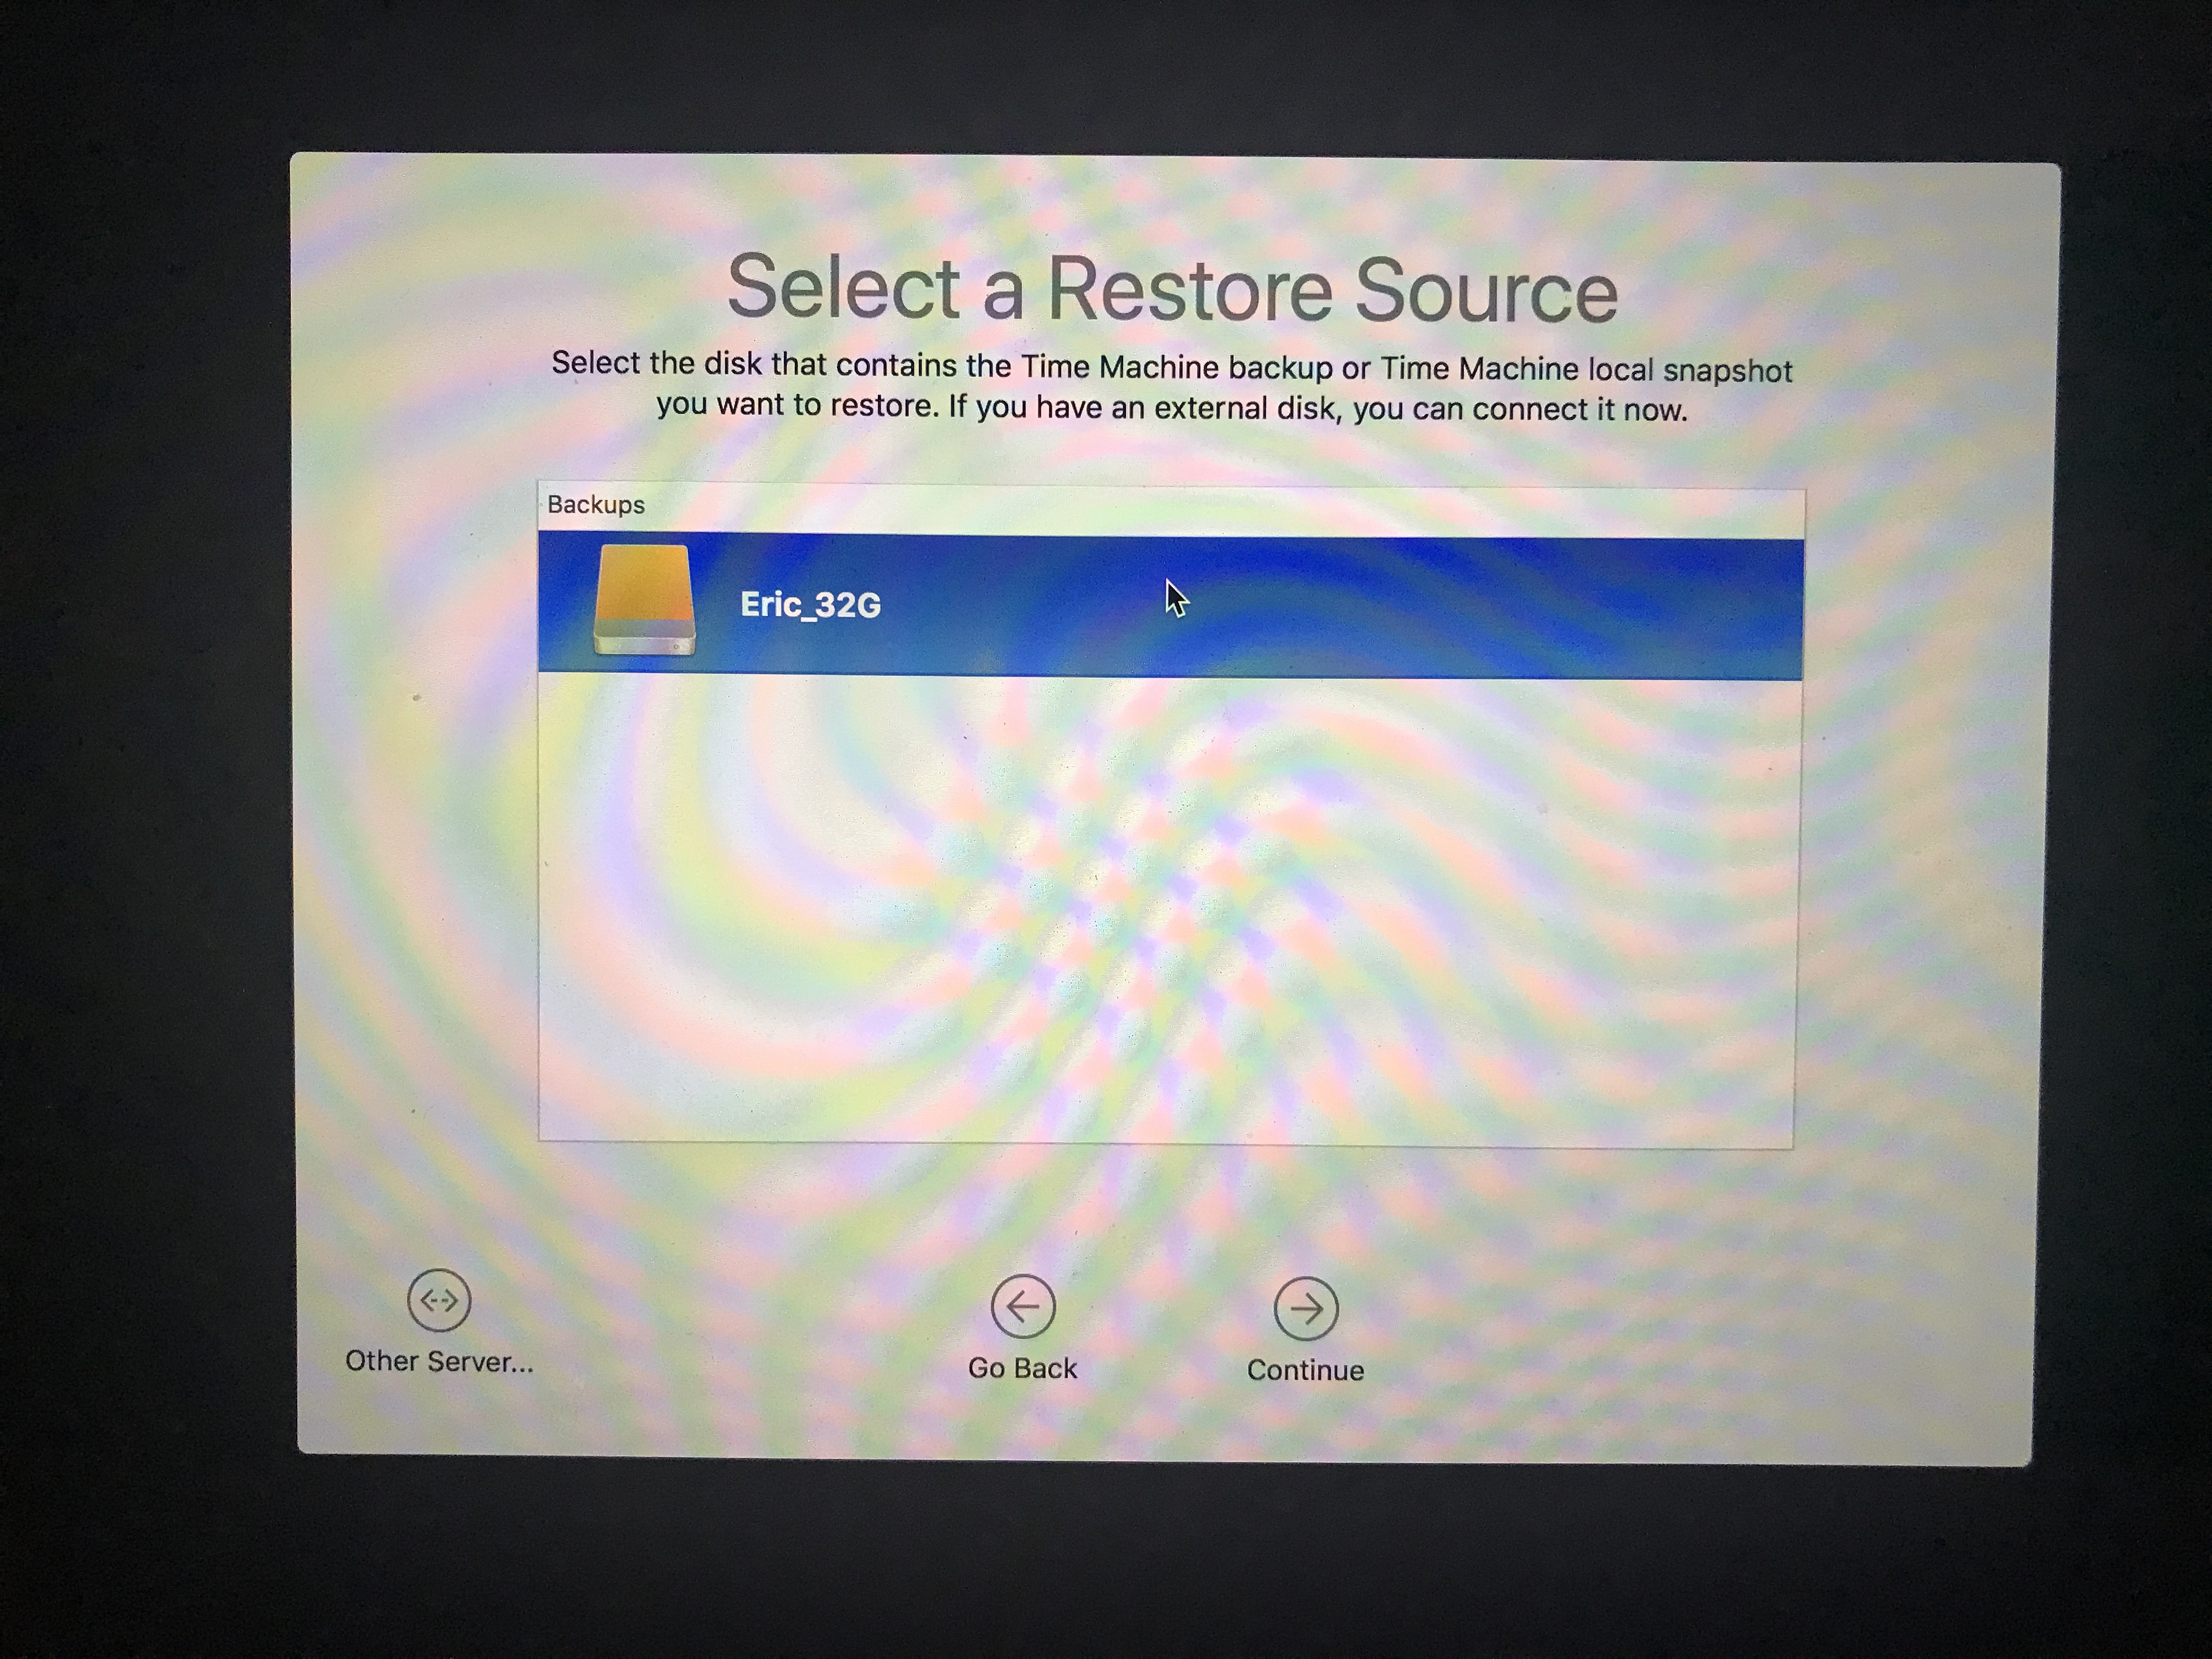 Select a Restore Source
Select the disk that contains the Time Machine backup or Time Machine local snapshot
you want to restore. If you have an external disk, you can connect it now.
Backups
Eric_32G
Other Server...
Go Back
Continue